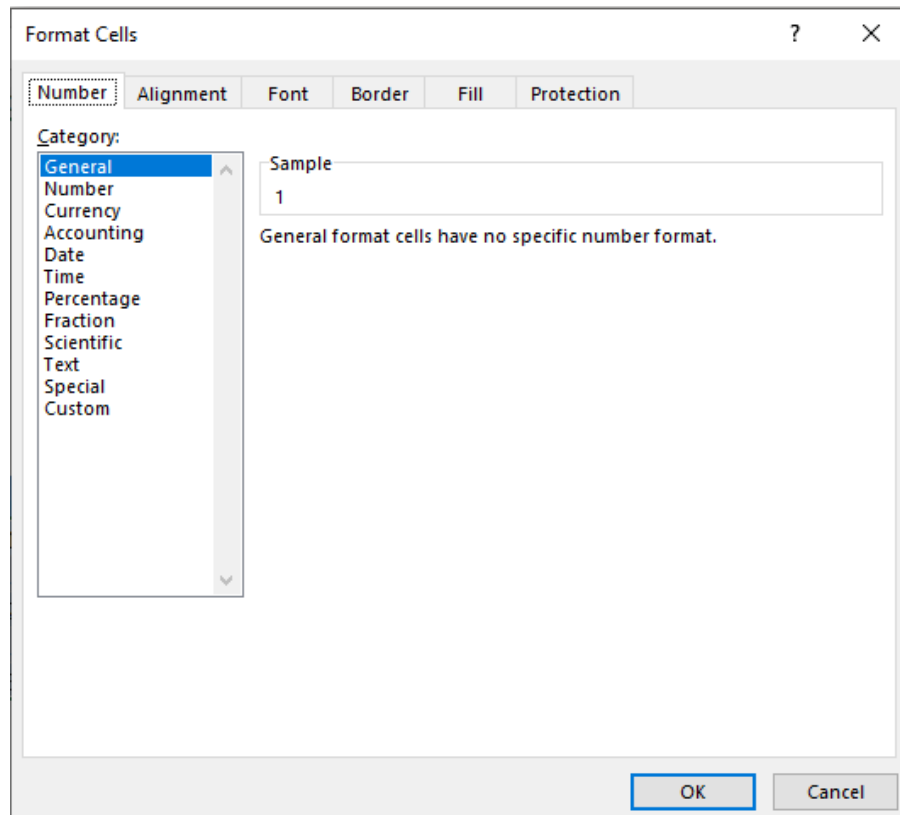 Format Cells ? ×
Number Alignment Font Border Fill Protection
Category:
General
Number
Currency
Accounting
Date
Time
Percentage
Fraction
Scientific
Text
Special
Custom
Sample
1
General format cells have no specific number format.
OK Cancel